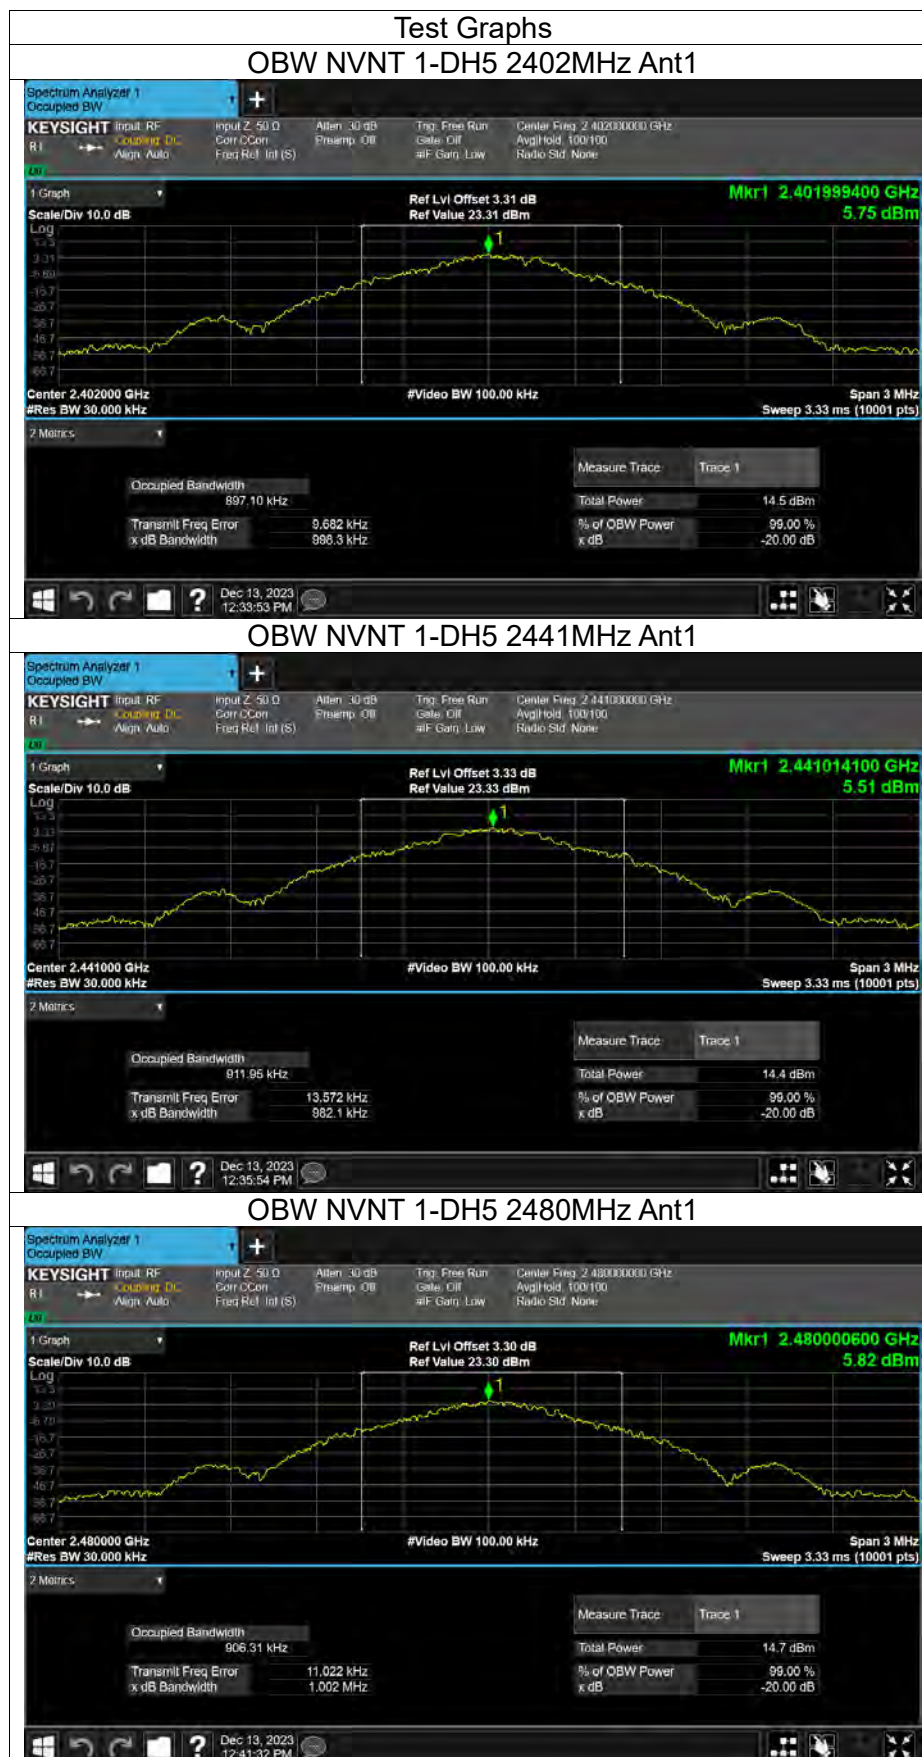 Test Graphs
OBW NVNT 1-DH5 2402MHz Ant1
Spectrum Analyzer 1
Occupied BW
+
KEYSIGHT Input: RF Input Z: 50 Ω Atten: 30 dB Trig: Free Run Center Freq: 2.402000000 GHz
Coupling: DC Corr CCorr Preamp: Off Gate: Off Avg|Hold: 100/100
Align: Auto Freq Ref: Int (S) #IF Gain: Low Radio Std: None
1 Graph
Ref Lvl Offset 3.31 dB Mkr1 2.401999400 GHz
Scale/Div 10.0 dB Ref Value 23.31 dBm 5.75 dBm
Log
1
Center 2.402000 GHz #Video BW 100.00 kHz Span 3 MHz
#Res BW 30.000 kHz Sweep 3.33 ms (10001 pts)
2 Metrics
Measure Trace Trace 1
Occupied Bandwidth
897.10 kHz Total Power 14.5 dBm
Transmit Freq Error 9.682 kHz % of OBW Power 99.00 %
x dB Bandwidth 998.3 kHz x dB -20.00 dB
? Dec 13, 2023
12:33:53 PM
OBW NVNT 1-DH5 2441MHz Ant1
Spectrum Analyzer 1
Occupied BW
+
KEYSIGHT Input: RF Input Z: 50 Ω Atten: 30 dB Trig: Free Run Center Freq: 2.441000000 GHz
Coupling: DC Corr CCorr Preamp: Off Gate: Off Avg|Hold: 100/100
Align: Auto Freq Ref: Int (S) #IF Gain: Low Radio Std: None
1 Graph
Ref Lvl Offset 3.33 dB Mkr1 2.441014100 GHz
Scale/Div 10.0 dB Ref Value 23.33 dBm 5.51 dBm
Log
1
Center 2.441000 GHz #Video BW 100.00 kHz Span 3 MHz
#Res BW 30.000 kHz Sweep 3.33 ms (10001 pts)
2 Metrics
Measure Trace Trace 1
Occupied Bandwidth
911.95 kHz Total Power 14.4 dBm
Transmit Freq Error 13.572 kHz % of OBW Power 99.00 %
x dB Bandwidth 982.1 kHz x dB -20.00 dB
? Dec 13, 2023
12:35:54 PM
OBW NVNT 1-DH5 2480MHz Ant1
Spectrum Analyzer 1
Occupied BW
+
KEYSIGHT Input: RF Input Z: 50 Ω Atten: 30 dB Trig: Free Run Center Freq: 2.480000000 GHz
Coupling: DC Corr CCorr Preamp: Off Gate: Off Avg|Hold: 100/100
Align: Auto Freq Ref: Int (S) #IF Gain: Low Radio Std: None
1 Graph
Ref Lvl Offset 3.30 dB Mkr1 2.480000600 GHz
Scale/Div 10.0 dB Ref Value 23.30 dBm 5.82 dBm
Log
1
Center 2.480000 GHz #Video BW 100.00 kHz Span 3 MHz
#Res BW 30.000 kHz Sweep 3.33 ms (10001 pts)
2 Metrics
Measure Trace Trace 1
Occupied Bandwidth
906.31 kHz Total Power 14.7 dBm
Transmit Freq Error 11.022 kHz % of OBW Power 99.00 %
x dB Bandwidth 1.002 MHz x dB -20.00 dB
? Dec 13, 2023
12:41:32 PM